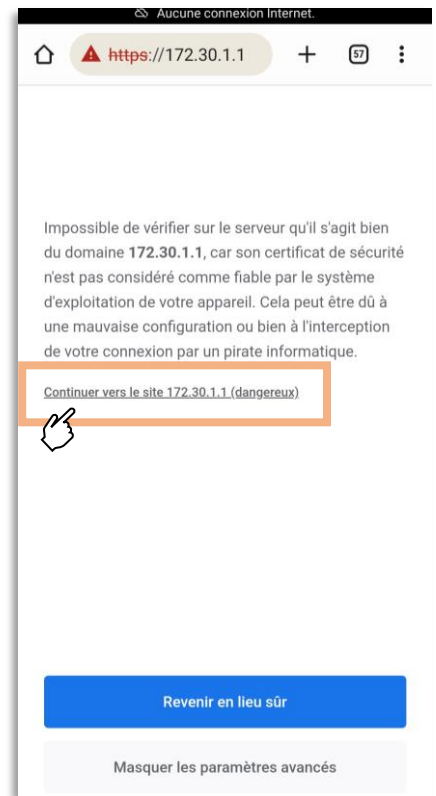 Aucune connexion Internet.
https://172.30.1.1
57
Impossible de vérifier sur le serveur qu'il s'agit bien
du domaine 172.30.1.1, car son certificat de sécurité
n'est pas considéré comme fiable par le système
d'exploitation de votre appareil. Cela peut être dû à
une mauvaise configuration ou bien à l'interception
de votre connexion par un pirate informatique.
Continuer vers le site 172.30.1.1 (dangereux)
Revenir en lieu sûr
Masquer les paramètres avancés